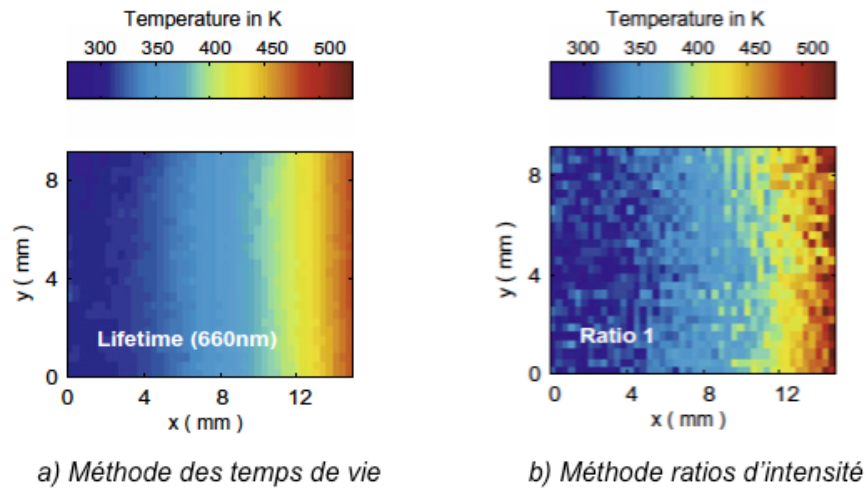 Temperature in K
300 350 400 450 500
8
4
0
y ( mm )
Lifetime (660nm)
0 4 8 12
x ( mm )
a) Méthode des temps de vie
Temperature in K
300 350 400 450 500
8
4
0
y ( mm )
Ratio 1
0 4 8 12
x ( mm )
b) Méthode ratios d'intensité